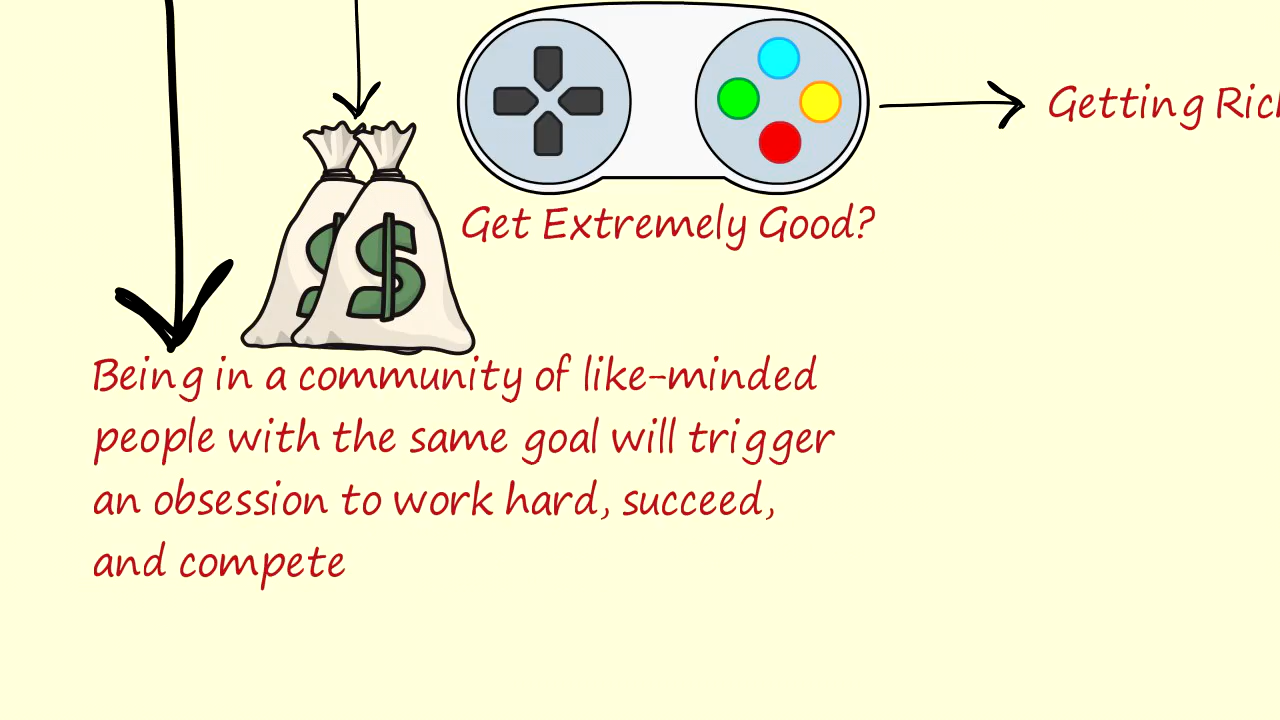 Getting Rich
Get Extremely Good?
$ $
Being in a community of like-minded
people with the same goal will trigger
an obsession to work hard, succeed,
and compete